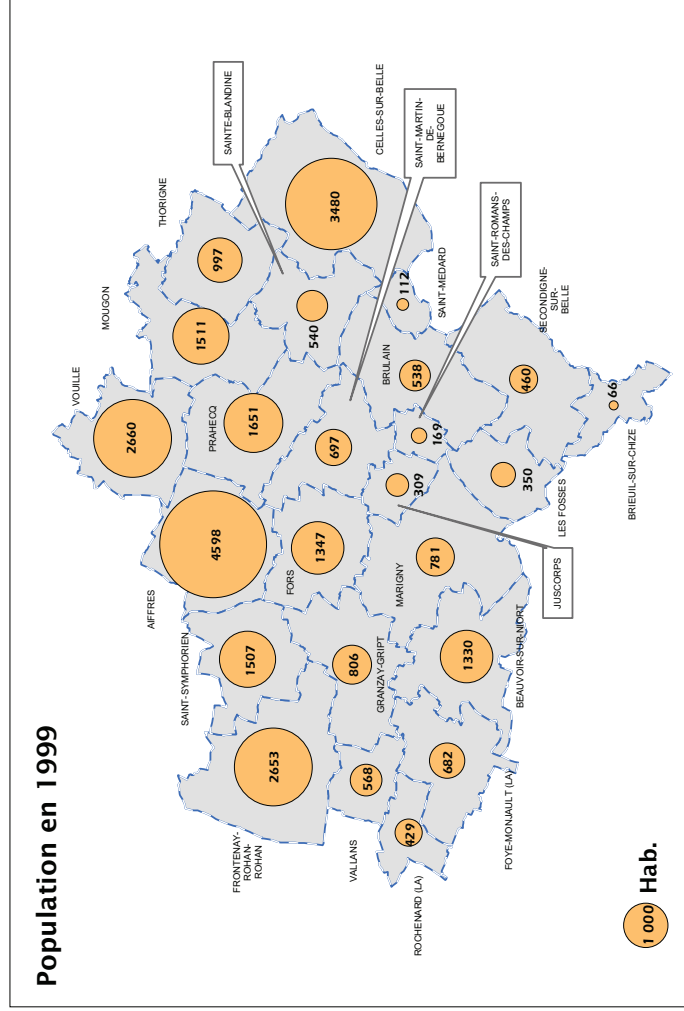 Population en 1999
FRONTENAY-
ROHAN-
ROHAN
2653
SAINT-SYMPHORIEN
1507
AIFFRES
4598
VOUILLE
2660
MOUGON
1511
THORIGNE
997
SAINTE-BLANDINE
540
CELLES-SUR-BELLE
3480
PRAHECQ
1651
FORS
1347
697
SAINT-MARTIN-
DE-
BERNEGOUE
VALLANS
568
GRANZAY-GRIPT
806
ROCHENARD (LA)
429
FOYE-MONJAULT (LA)
682
BEAUVOIR-SUR-NIORT
1330
MARIGNY
781
JUSCORPS
309
169
SAINT-ROMANS-
DES-CHAMPS
BRULAIN
538
112
SAINT-MEDARD
SECONDIGNE-
SUR-
BELLE
460
LES FOSSES
350
BRIEUIL-SUR-CHIZE
66
1 000 Hab.